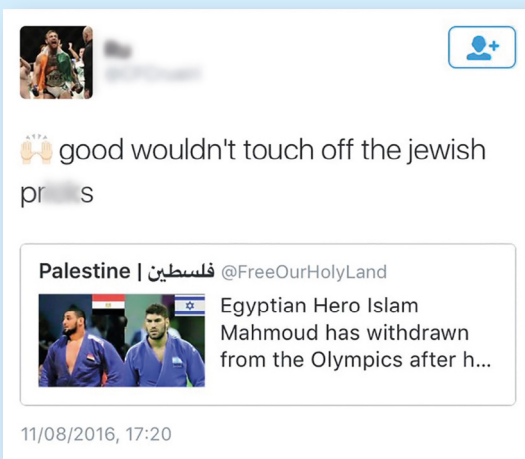 good wouldn't touch off the jewish
Palestine | فلسطين @FreeOurHolyLand
Egyptian Hero Islam
Mahmoud has withdrawn
from the Olympics after h...
11/08/2016, 17:20